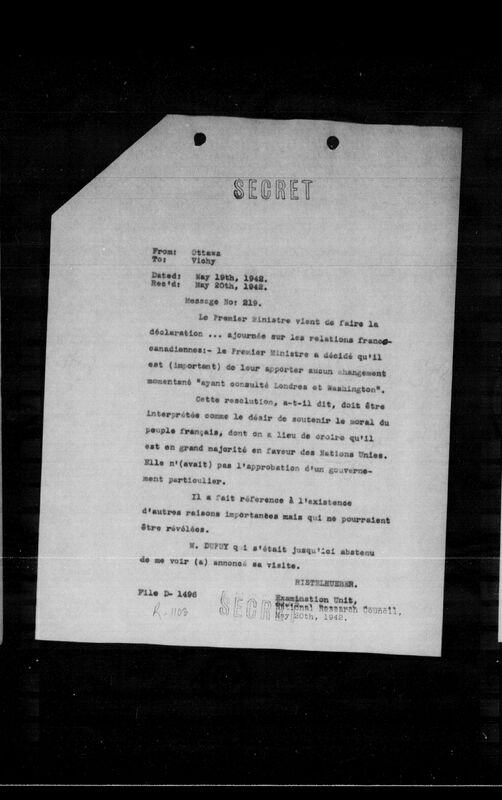 SECRET
From: Ottawa
To: Vichy
Dated: May 19th, 1942.
Rec'd: May 20th, 1942.
Message No: 219.
Le Premier Ministre vient de faire la
déclaration ... ajournée sur les relations franco-
canadiennes:- le Premier Ministre a décidé qu'il
est (important) de leur apporter aucun changement
momentané "ayant consulté Londres et Washington".
Cette resolution, a-t-il dit, doit être
interprétée comme le désir de soutenir le moral du
peuple français, dont on a lieu de croire qu'il
est en grand majorité en faveur des Nations Unies.
Elle n'(avait) pas l'approbation d'un gouverne-
ment particulier.
Il a fait réference à l'existence
d'autres raisons importantes mais qui ne pourraient
être révélées.
M. DUPUY qui s'était jusqu'ici abstenu
de me voir (a) annoncé sa visite.
RISTELHUEBER.
File D- 1496
Examination Unit,
R-1103
SECRET
National Research Council.
May 20th, 1942.